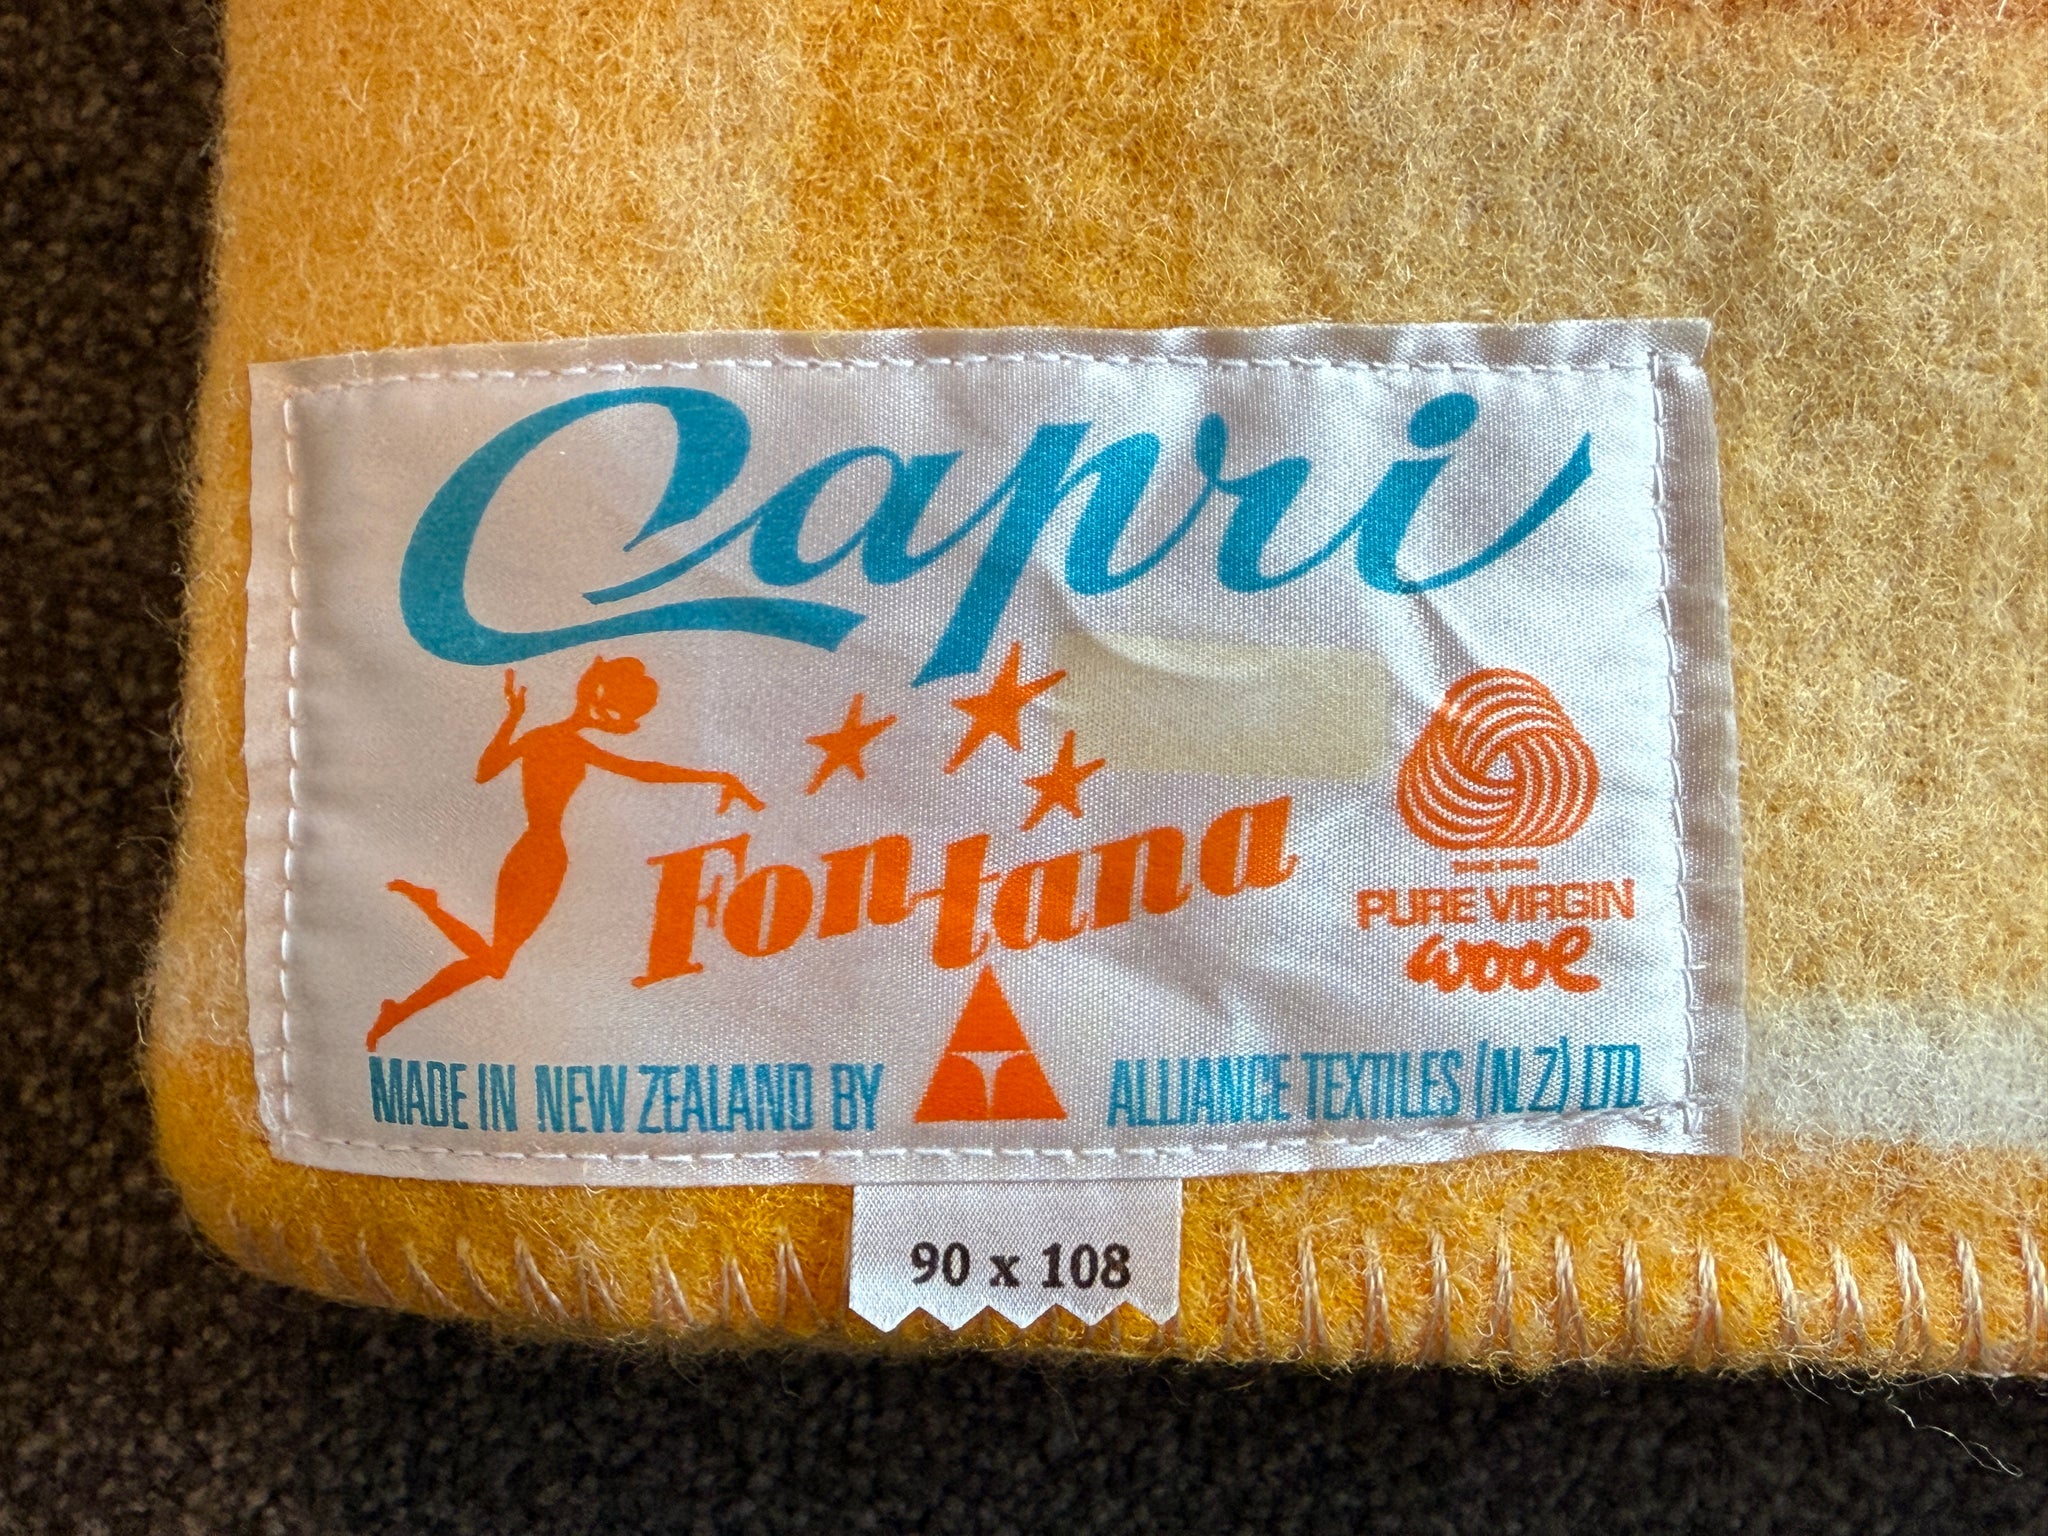 Capri
Fontana
PURE VIRGIN
wool
MADE IN NEW ZEALAND BY ALLIANCE TEXTILES (N.Z) LTD.
90 x 108